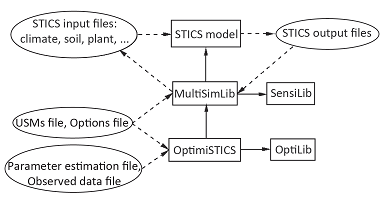 STICS input files:
climate, soil, plant, ...
STICS model
STICS output files
MultiSimLib
SensiLib
USMs file, Options file
OptimiSTICS
OptiLib
Parameter estimation file,
Observed data file